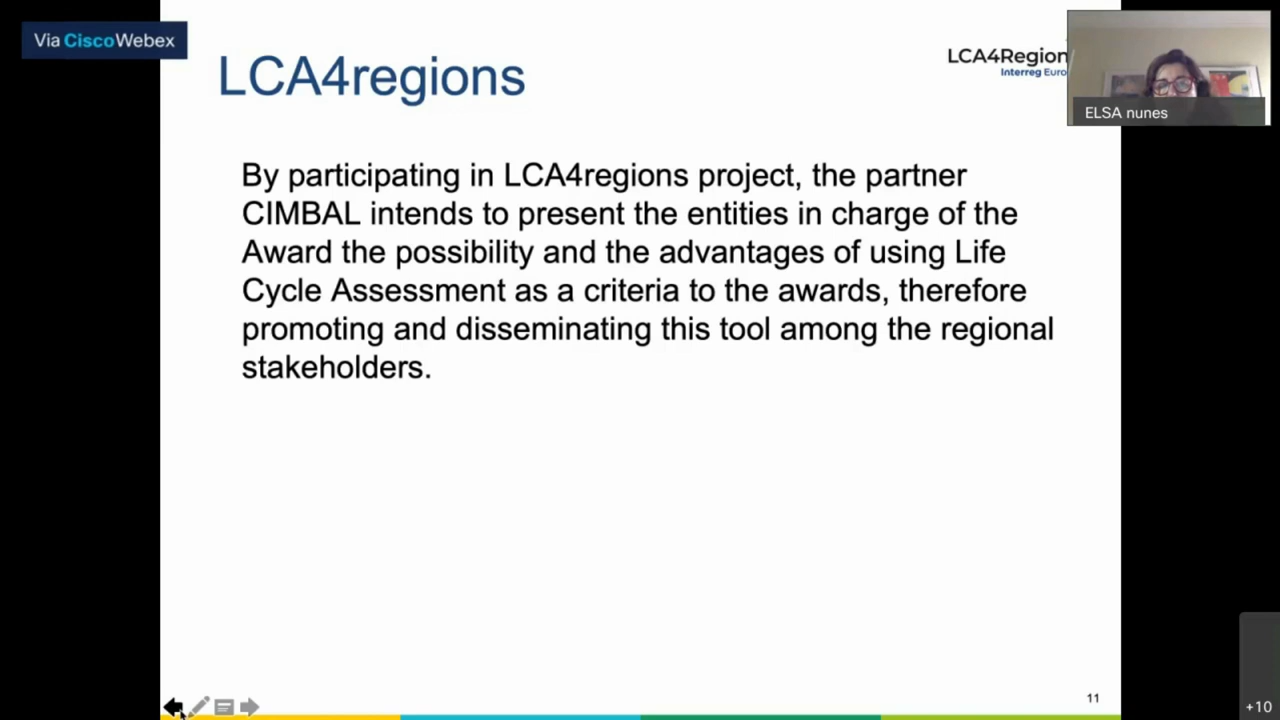 Via CiscoWebex
LCA4regions
LCA4Region
Interreg Euro
ELSA nunes
By participating in LCA4regions project, the partner
CIMBAL intends to present the entities in charge of the
Award the possibility and the advantages of using Life
Cycle Assessment as a criteria to the awards, therefore
promoting and disseminating this tool among the regional
stakeholders.
11
+10